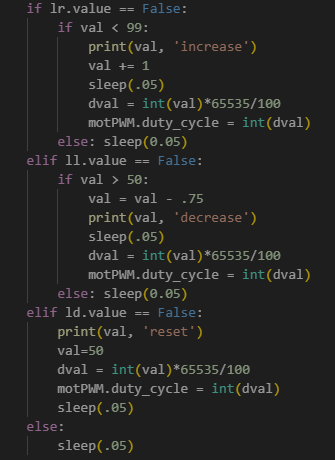 if lr.value == False:
    if val < 99:
        print(val, 'increase')
        val += 1
        sleep(.05)
        dval = int(val)*65535/100
        motPWM.duty_cycle = int(dval)
    else: sleep(0.05)
elif ll.value == False:
    if val > 50:
        val = val - .75
        print(val, 'decrease')
        sleep(.05)
        dval = int(val)*65535/100
        motPWM.duty_cycle = int(dval)
    else: sleep(0.05)
elif ld.value == False:
    print(val, 'reset')
    val=50
    dval = int(val)*65535/100
    motPWM.duty_cycle = int(dval)
    sleep(.05)
else:
    sleep(.05)